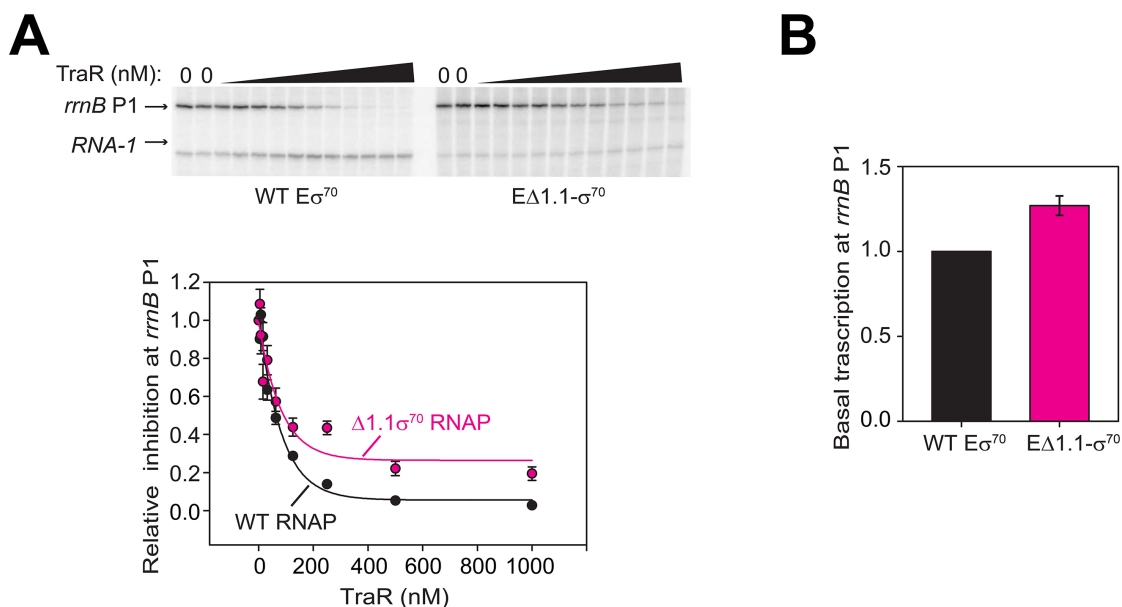 A
TraR (nM): 0 0 0 0
rrnB P1 →
RNA-1 →
WT Eσ⁷⁰ EΔ1.1-σ⁷⁰
Relative inhibition at rrnB P1
1.2
1.0
0.8
0.6
0.4
0.2
0.0
Δ1.1σ⁷⁰ RNAP
WT RNAP
0 200 400 600 800 1000
TraR (nM)
B
Basal trascription at rrnB P1
1.5
1.0
0.5
0.0
WT Eσ⁷⁰ EΔ1.1-σ⁷⁰